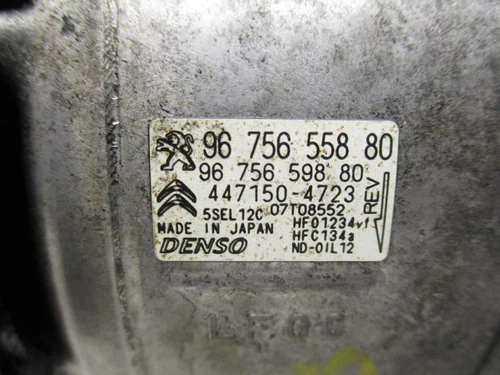 96 756 558 80
96 756 598 80
447150-4723
5SEL12C 07T08552
MADE IN JAPAN HFO1234yf
HFC134a
DENSO ND-OIL12
REV